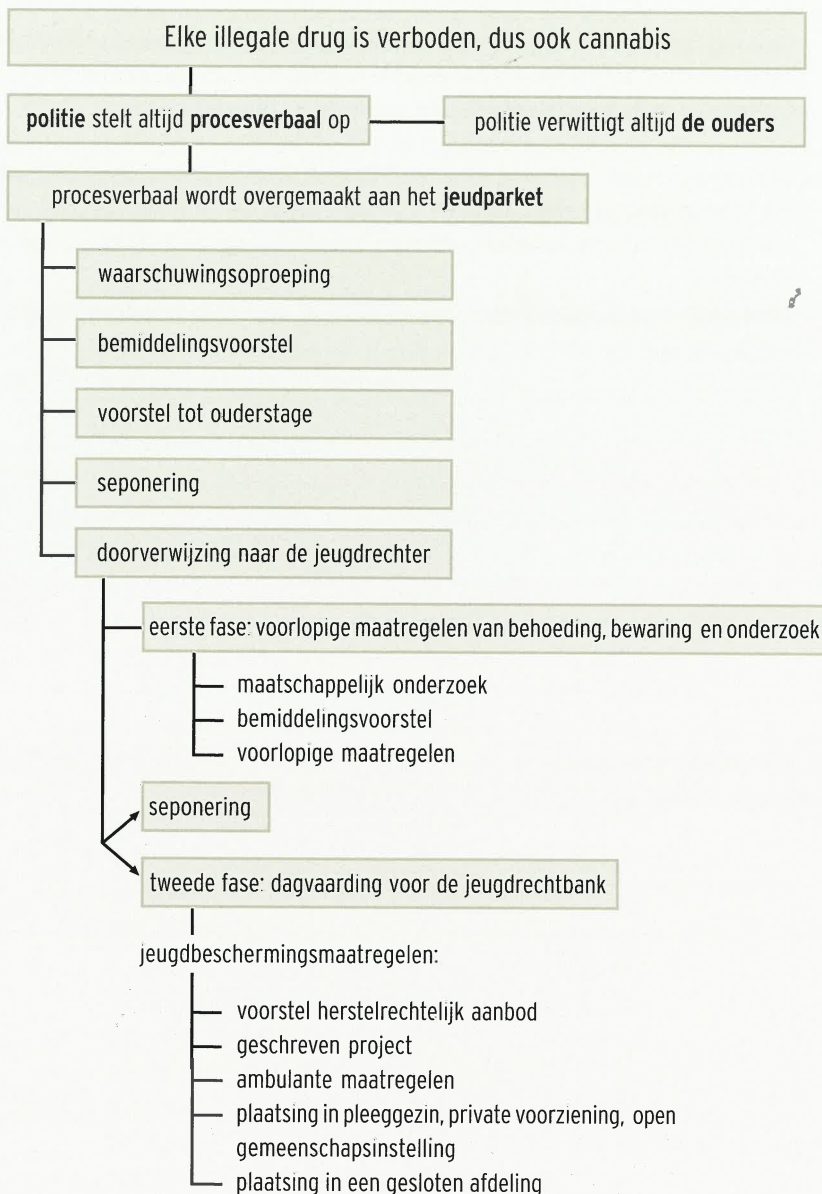 Elke illegale drug is verboden, dus ook cannabis
politie stelt altijd procesverbaal op
politie verwittigt altijd de ouders
procesverbaal wordt overgemaakt aan het jeudparket
waarschuwingsoproeping
bemiddelingsvoorstel
voorstel tot ouderstage
seponering
doorverwijzing naar de jeugdrechter
eerste fase: voorlopige maatregelen van behoeding, bewaring en onderzoek
maatschappelijk onderzoek
bemiddelingsvoorstel
voorlopige maatregelen
seponering
tweede fase: dagvaarding voor de jeugdrechtbank
jeugdbeschermingsmaatregelen:
voorstel herstelrechtelijk aanbod
geschreven project
ambulante maatregelen
plaatsing in pleeggezin, private voorziening, open
gemeenschapsinstelling
plaatsing in een gesloten afdeling